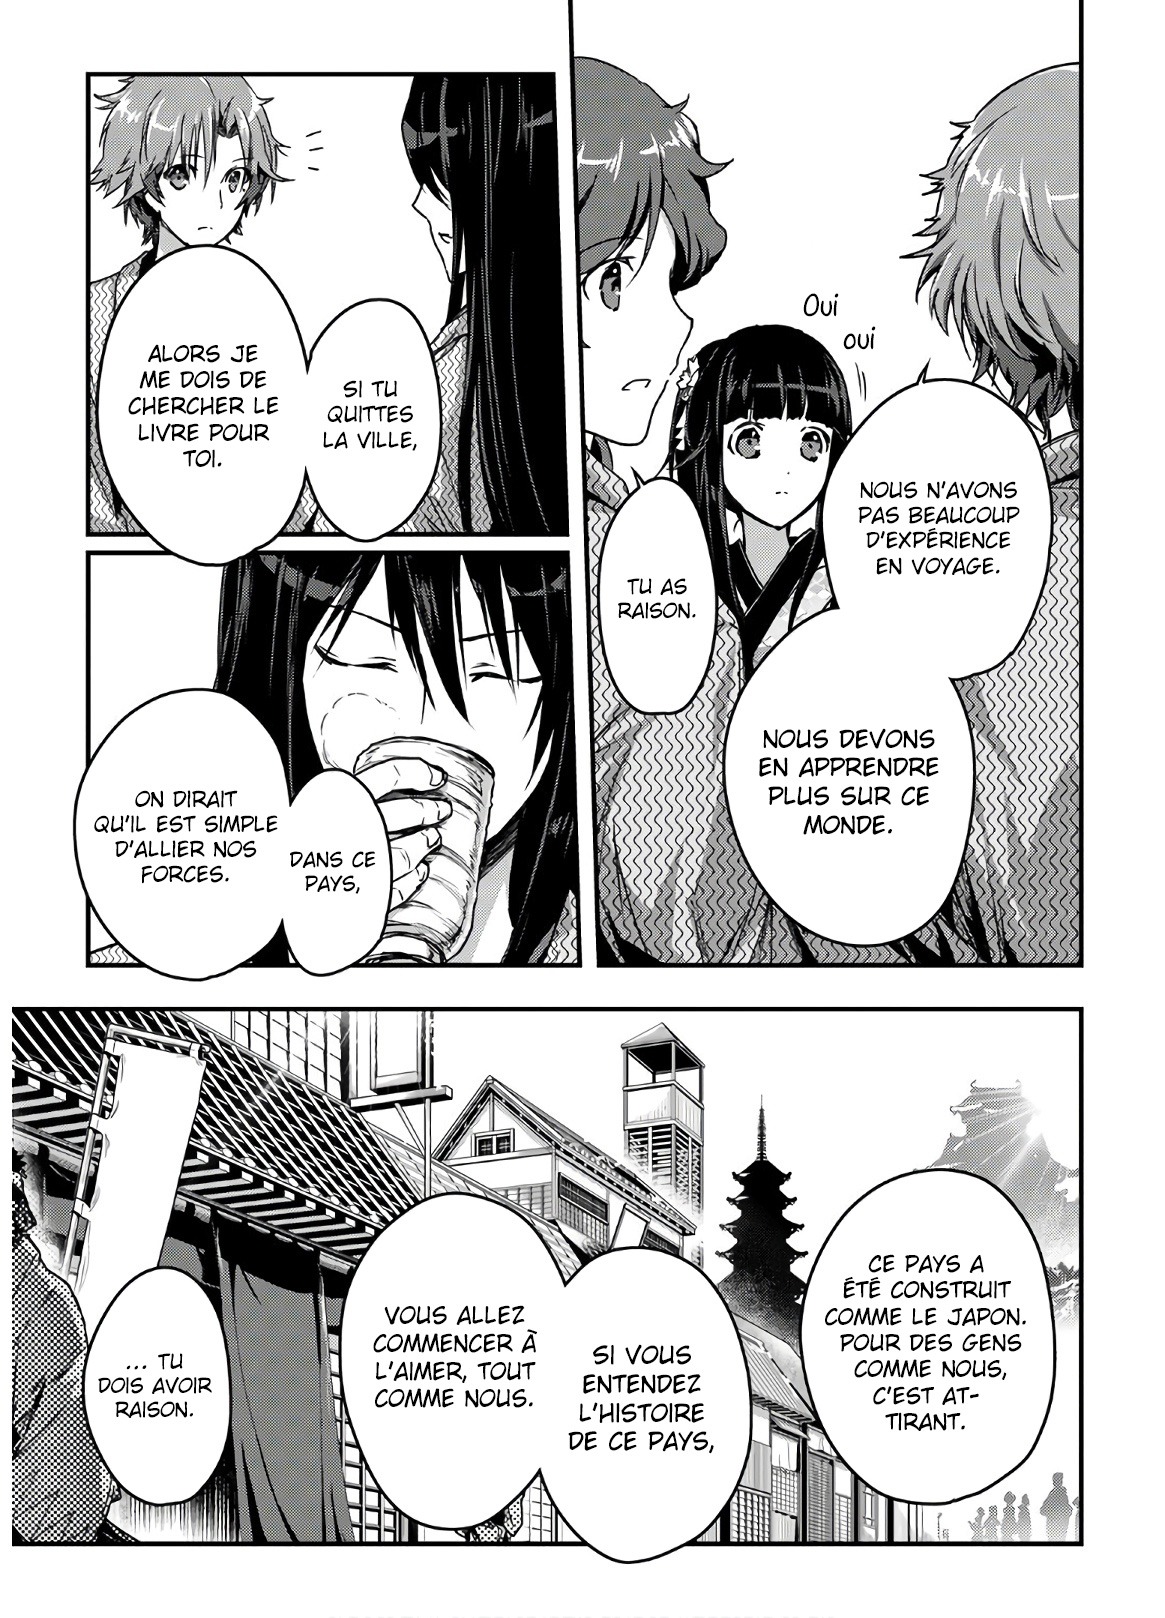 Oui
oui
NOUS N'AVONS
PAS BEAUCOUP
D'EXPÉRIENCE
EN VOYAGE.
NOUS DEVONS
EN APPRENDRE
PLUS SUR CE
MONDE.
TU AS
RAISON.
SI TU
QUITTES
LA VILLE,
ALORS JE
ME DOIS DE
CHERCHER LE
LIVRE POUR
TOI.
DANS CE
PAYS,
ON DIRAIT
QU'IL EST SIMPLE
D'ALLIER NOS
FORCES.
CE PAYS A
ÉTÉ CONSTRUIT
COMME LE JAPON.
POUR DES GENS
COMME NOUS,
C'EST AT-
TIRANT.
SI VOUS
ENTENDEZ
L'HISTOIRE
DE CE PAYS,
VOUS ALLEZ
COMMENCER À
L'AIMER, TOUT
COMME NOUS.
... TU
DOIS AVOIR
RAISON.